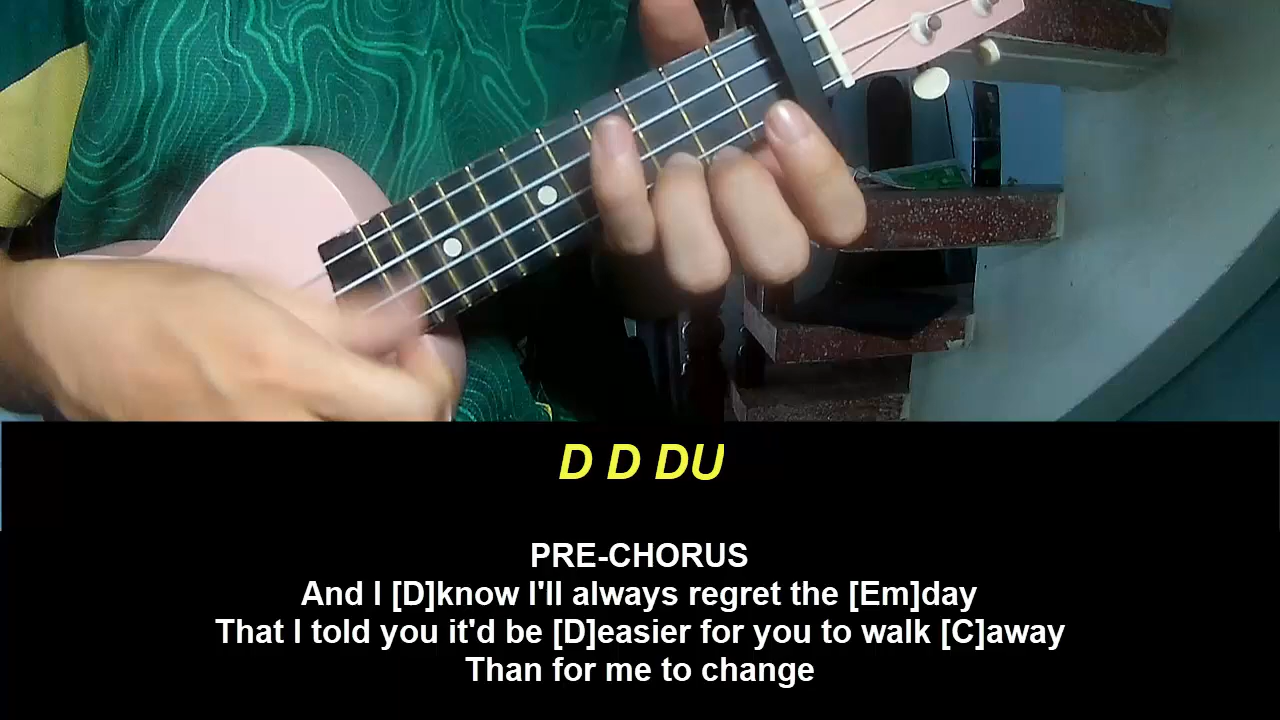 D D DU
PRE-CHORUS
And I [D]know I'll always regret the [Em]day
That I told you it'd be [D]easier for you to walk [C]away
Than for me to change